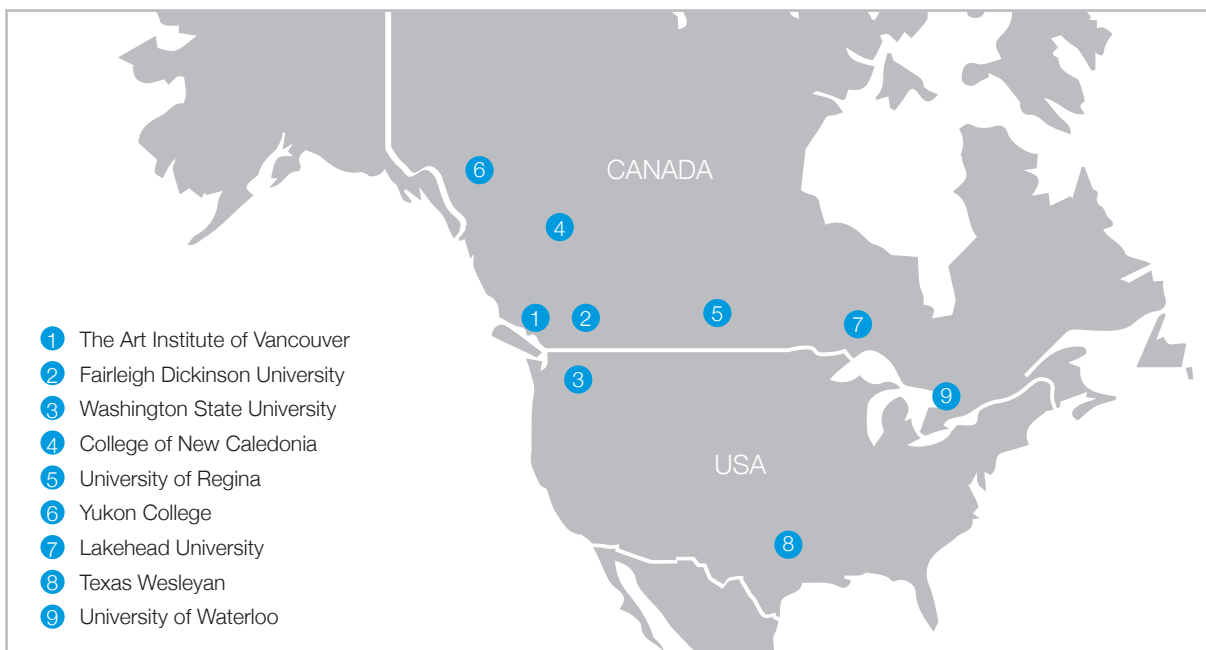 6
CANADA
4
1
2
5
7
3
9
USA
8
1 The Art Institute of Vancouver
2 Fairleigh Dickinson University
3 Washington State University
4 College of New Caledonia
5 University of Regina
6 Yukon College
7 Lakehead University
8 Texas Wesleyan
9 University of Waterloo